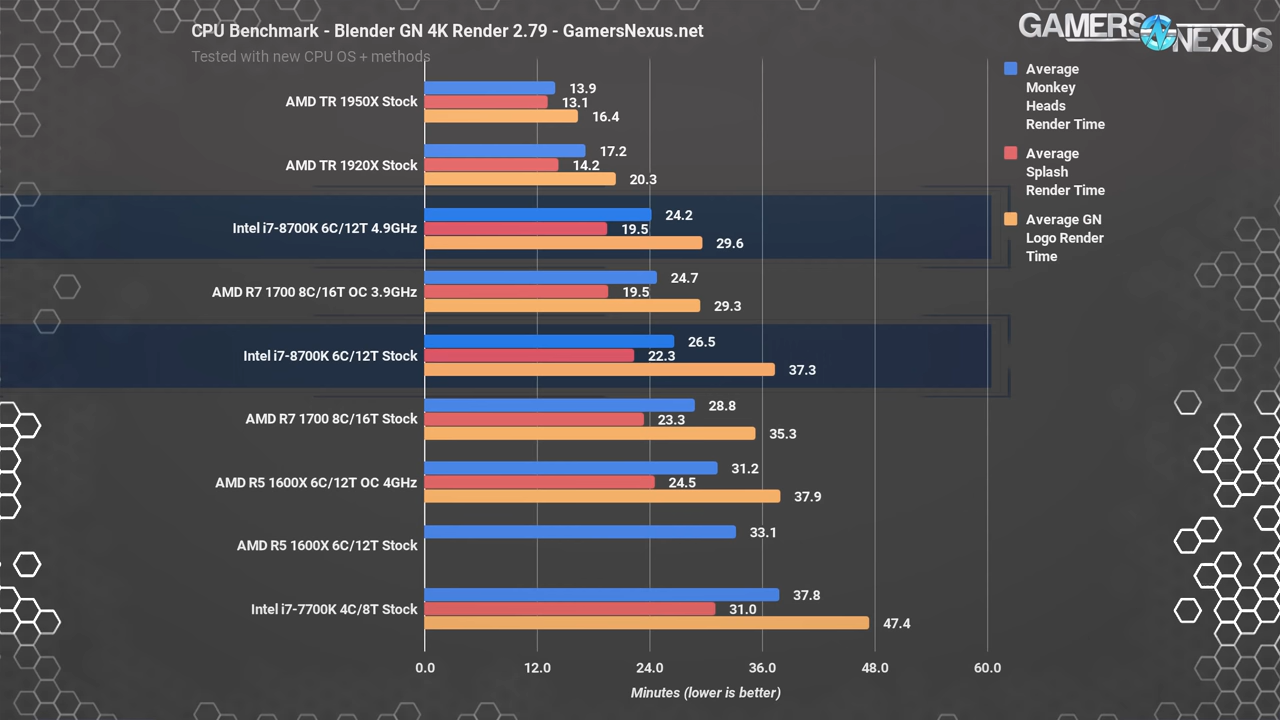 CPU Benchmark - Blender GN 4K Render 2.79 - GamersNexus.net
Tested with new CPU OS + methods
GAMERS NEXUS
Average
Monkey
Heads
Render Time
Average
Splash
Render Time
Average GN
Logo Render
Time
AMD TR 1950X Stock
13.9
13.1
16.4
AMD TR 1920X Stock
17.2
14.2
20.3
Intel i7-8700K 6C/12T 4.9GHz
24.2
19.5
29.6
AMD R7 1700 8C/16T OC 3.9GHz
24.7
19.5
29.3
Intel i7-8700K 6C/12T Stock
26.5
22.3
37.3
AMD R7 1700 8C/16T Stock
28.8
23.3
35.3
AMD R5 1600X 6C/12T OC 4GHz
31.2
24.5
37.9
AMD R5 1600X 6C/12T Stock
33.1
Intel i7-7700K 4C/8T Stock
37.8
31.0
47.4
0.0 12.0 24.0 36.0 48.0 60.0
Minutes (lower is better)